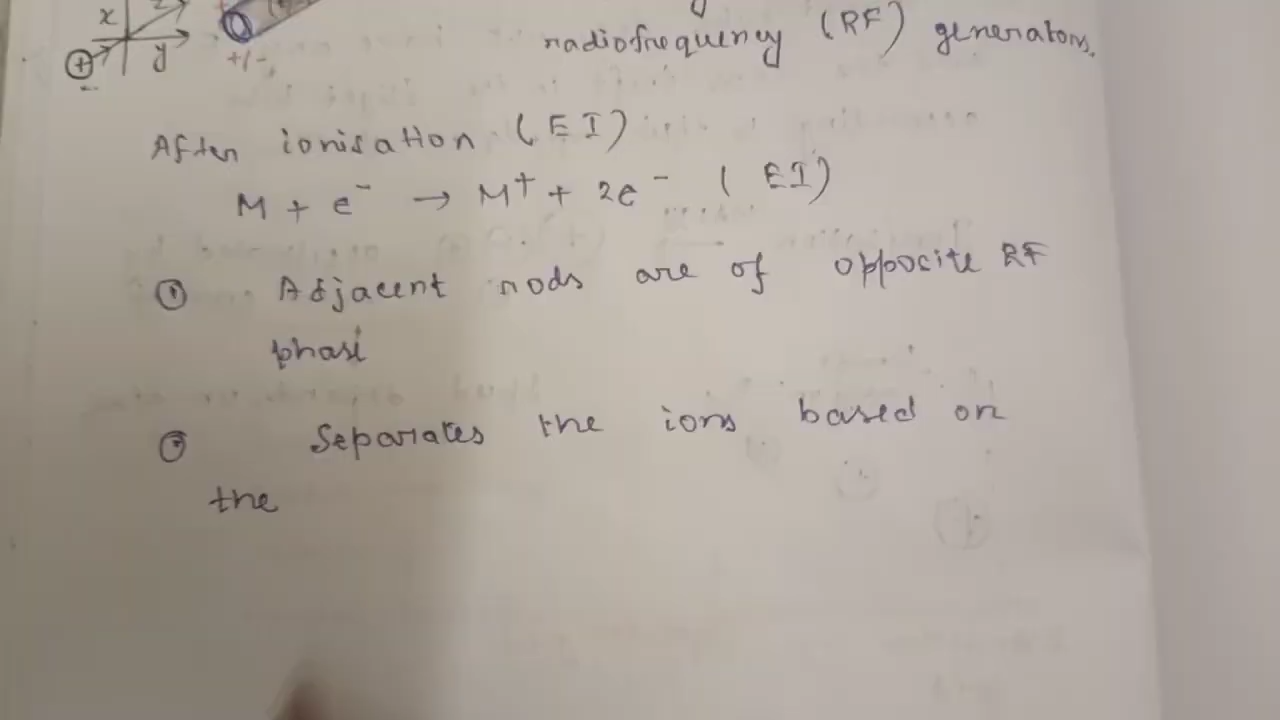 x z
+ y
+/-
radiofrequency (RF) generators.
After ionisation (EI)
M + e⁻ → M⁺ + 2e⁻ (EI)
① Adjacent rods are of opposite RF
phase
② Separates the ions based on
the